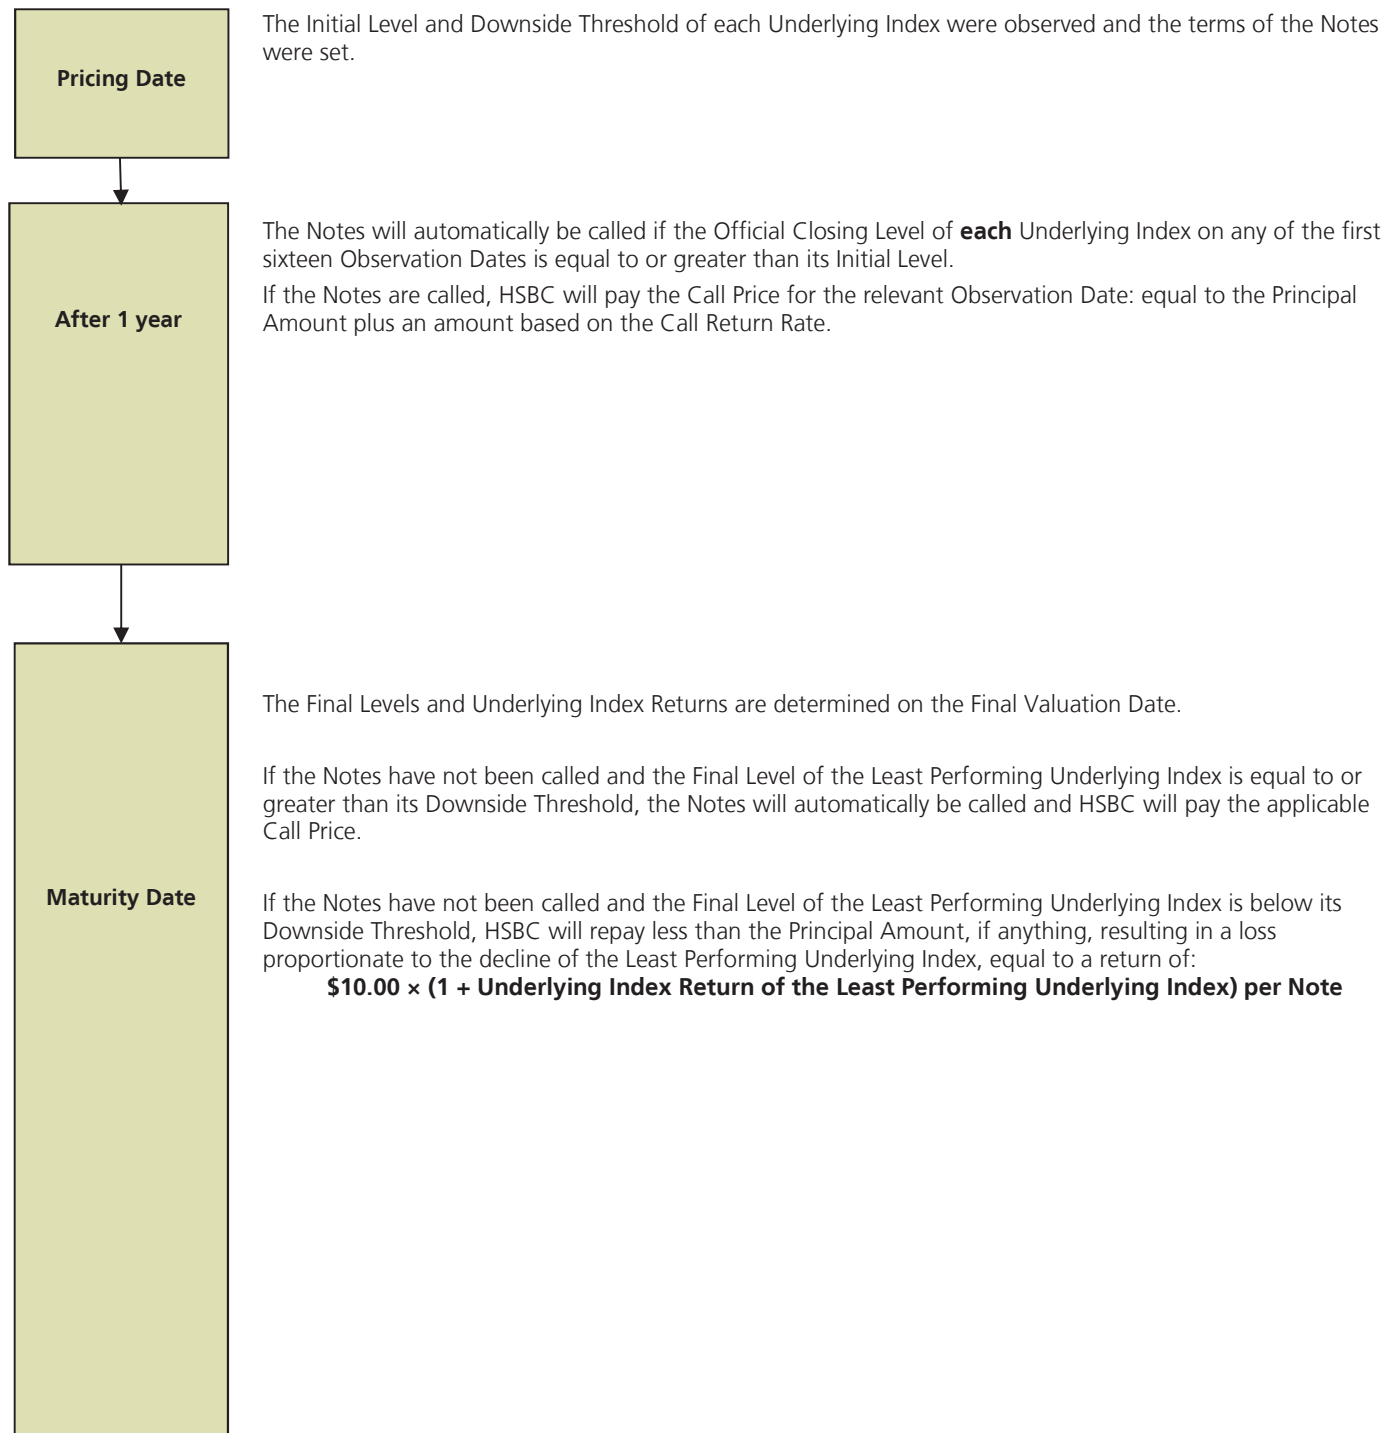 Pricing Date
The Initial Level and Downside Threshold of each Underlying Index were observed and the terms of the Notes
were set.
After 1 year
The Notes will automatically be called if the Official Closing Level of each Underlying Index on any of the first
sixteen Observation Dates is equal to or greater than its Initial Level.
If the Notes are called, HSBC will pay the Call Price for the relevant Observation Date: equal to the Principal
Amount plus an amount based on the Call Return Rate.
Maturity Date
The Final Levels and Underlying Index Returns are determined on the Final Valuation Date.
If the Notes have not been called and the Final Level of the Least Performing Underlying Index is equal to or
greater than its Downside Threshold, the Notes will automatically be called and HSBC will pay the applicable
Call Price.
If the Notes have not been called and the Final Level of the Least Performing Underlying Index is below its
Downside Threshold, HSBC will repay less than the Principal Amount, if anything, resulting in a loss
proportionate to the decline of the Least Performing Underlying Index, equal to a return of:
$10.00 × (1 + Underlying Index Return of the Least Performing Underlying Index) per Note